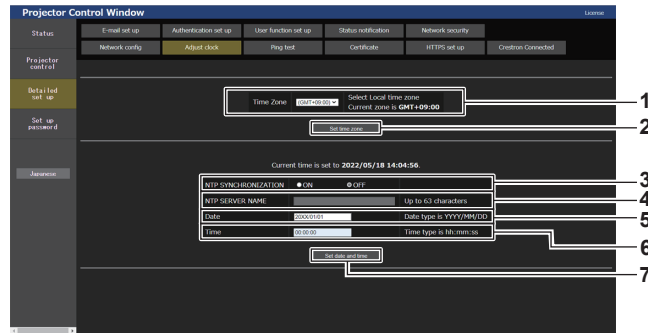 Projector Control Window
License
Status
E-mail set up
Authentication set up
User function set up
Status notification
Network security
Network config
Adjust clock
Ping test
Certificate
HTTPS set up
Crestron Connected
Projector
control
Detailed
set up
Set up
password
Japanese
Time Zone
(GMT+09:00)
Select Local time
zone
Current zone is GMT+09:00
1
Set time zone
2
Current time is set to 2022/05/18 14:04:56.
NTP SYNCHRONIZATION ON OFF
3
NTP SERVER NAME Up to 63 characters
4
Date 20XX/01/01 Date type is YYYY/MM/DD
5
Time 00:00:00 Time type is hh:mm:ss
6
Set date and time
7